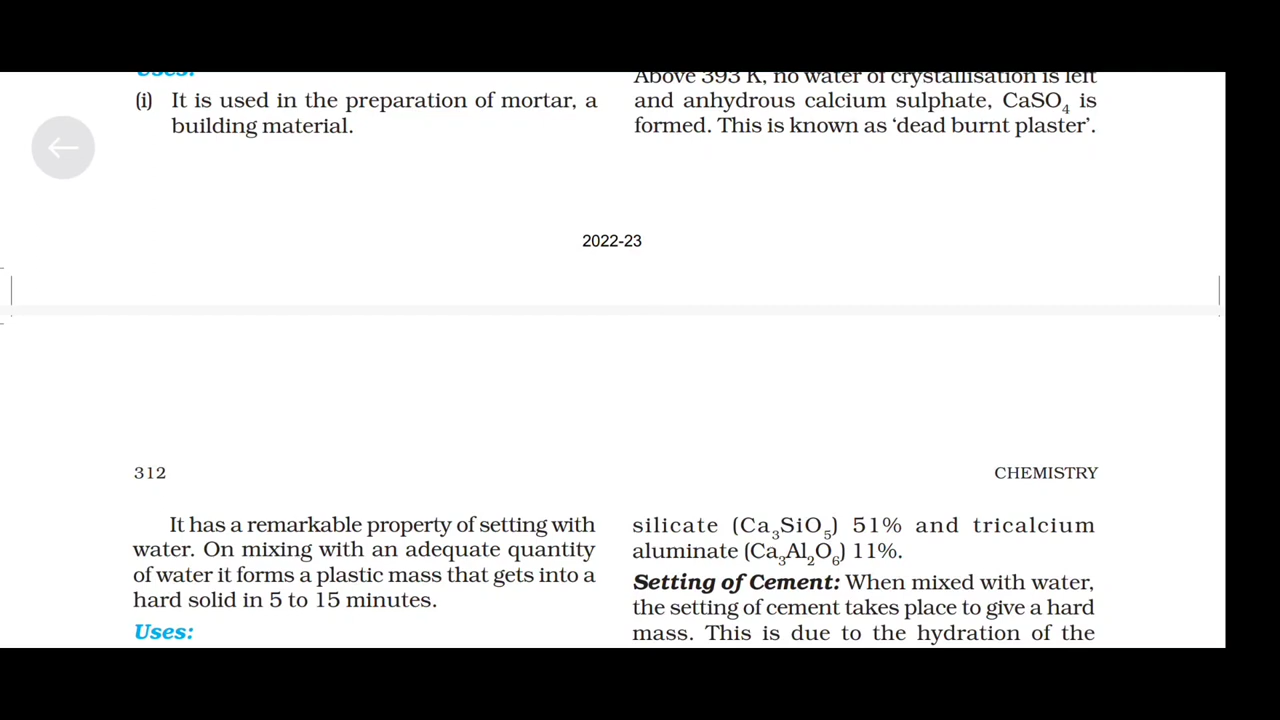 Uses:
(i) It is used in the preparation of mortar, a
building material.
Above 393 K, no water of crystallisation is left
and anhydrous calcium sulphate, CaSO₄ is
formed. This is known as ‘dead burnt plaster’.
2022-23
312
CHEMISTRY
It has a remarkable property of setting with
water. On mixing with an adequate quantity
of water it forms a plastic mass that gets into a
hard solid in 5 to 15 minutes.
Uses:
silicate (Ca₃SiO₅) 51% and tricalcium
aluminate (Ca₃Al₂O₆) 11%.
Setting of Cement: When mixed with water,
the setting of cement takes place to give a hard
mass. This is due to the hydration of the